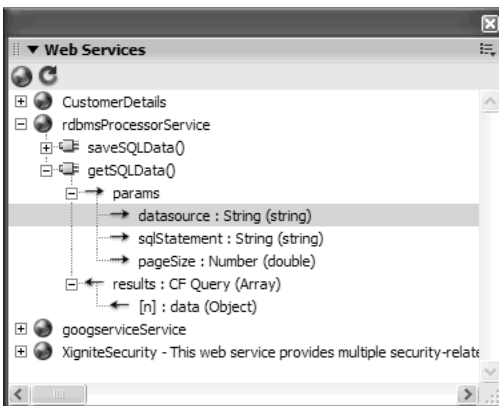 Web Services
CustomerDetails
rdbmsProcessorService
saveSQLData()
getSQLData()
params
datasource : String (string)
sqlStatement : String (string)
pageSize : Number (double)
results : CF Query (Array)
[n] : data (Object)
googserviceService
XigniteSecurity - This web service provides multiple security-relate